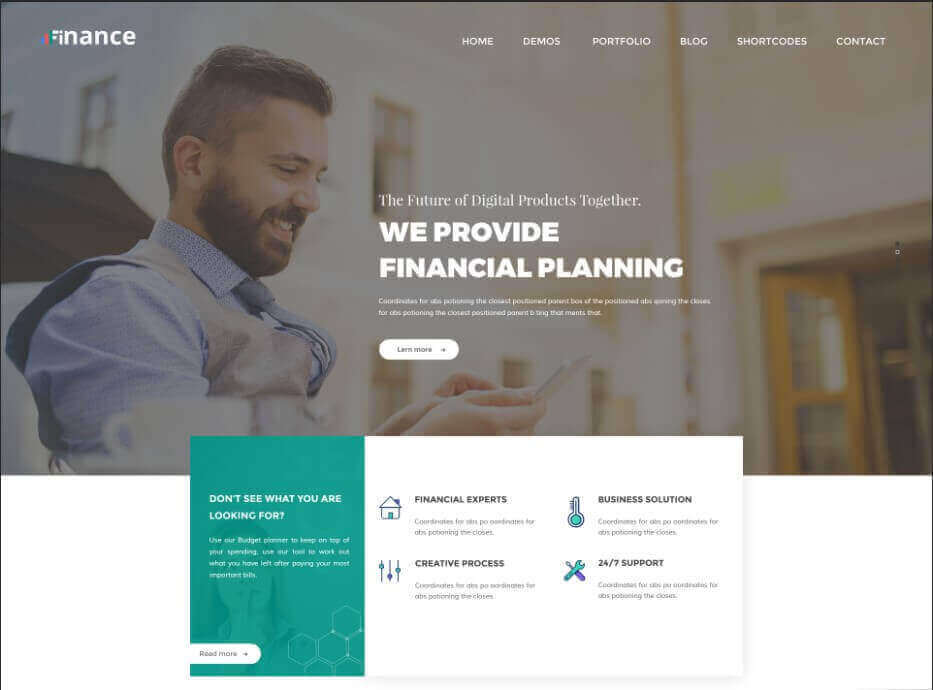 Finance
HOME DEMOS PORTFOLIO BLOG SHORTCODES CONTACT
The Future of Digital Products Together.
WE PROVIDE
FINANCIAL PLANNING
Coordinates for abs potioning the closest positioned parent box of the positioned abs ipining the closes
for abs potioning the closest positioned parent b ting that ments that.
Lern more
DON'T SEE WHAT YOU ARE
LOOKING FOR?
Use our Budget planner to keep on top of
your spending, use our tool to work out
what you have left after paying your most
important bills.
Read more
FINANCIAL EXPERTS
Coordinates for abs po oordinates for
abs potioning the closes.
BUSINESS SOLUTION
Coordinates for abs po oordinates for
abs potioning the closes.
CREATIVE PROCESS
Coordinates for abs po oordinates for
abs potioning the closes.
24/7 SUPPORT
Coordinates for abs po oordinates for
abs potioning the closes.